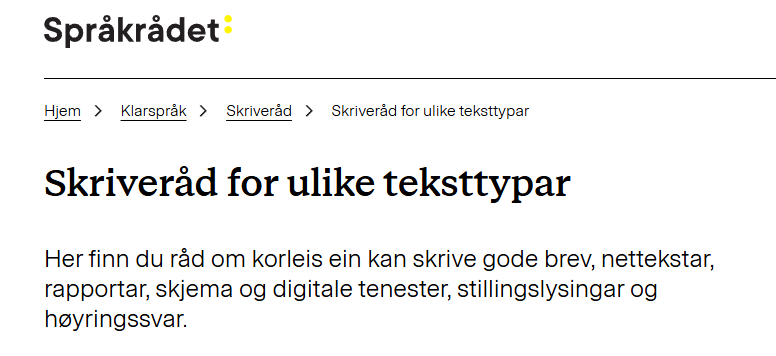 Språkrådet:
Hjem > Klarspråk > Skriveråd > Skriveråd for ulike teksttypar
Skriveråd for ulike teksttypar
Her finn du råd om korleis ein kan skrive gode brev, nettekstar,
rapportar, skjema og digitale tenester, stillingslysingar og
høyringssvar.